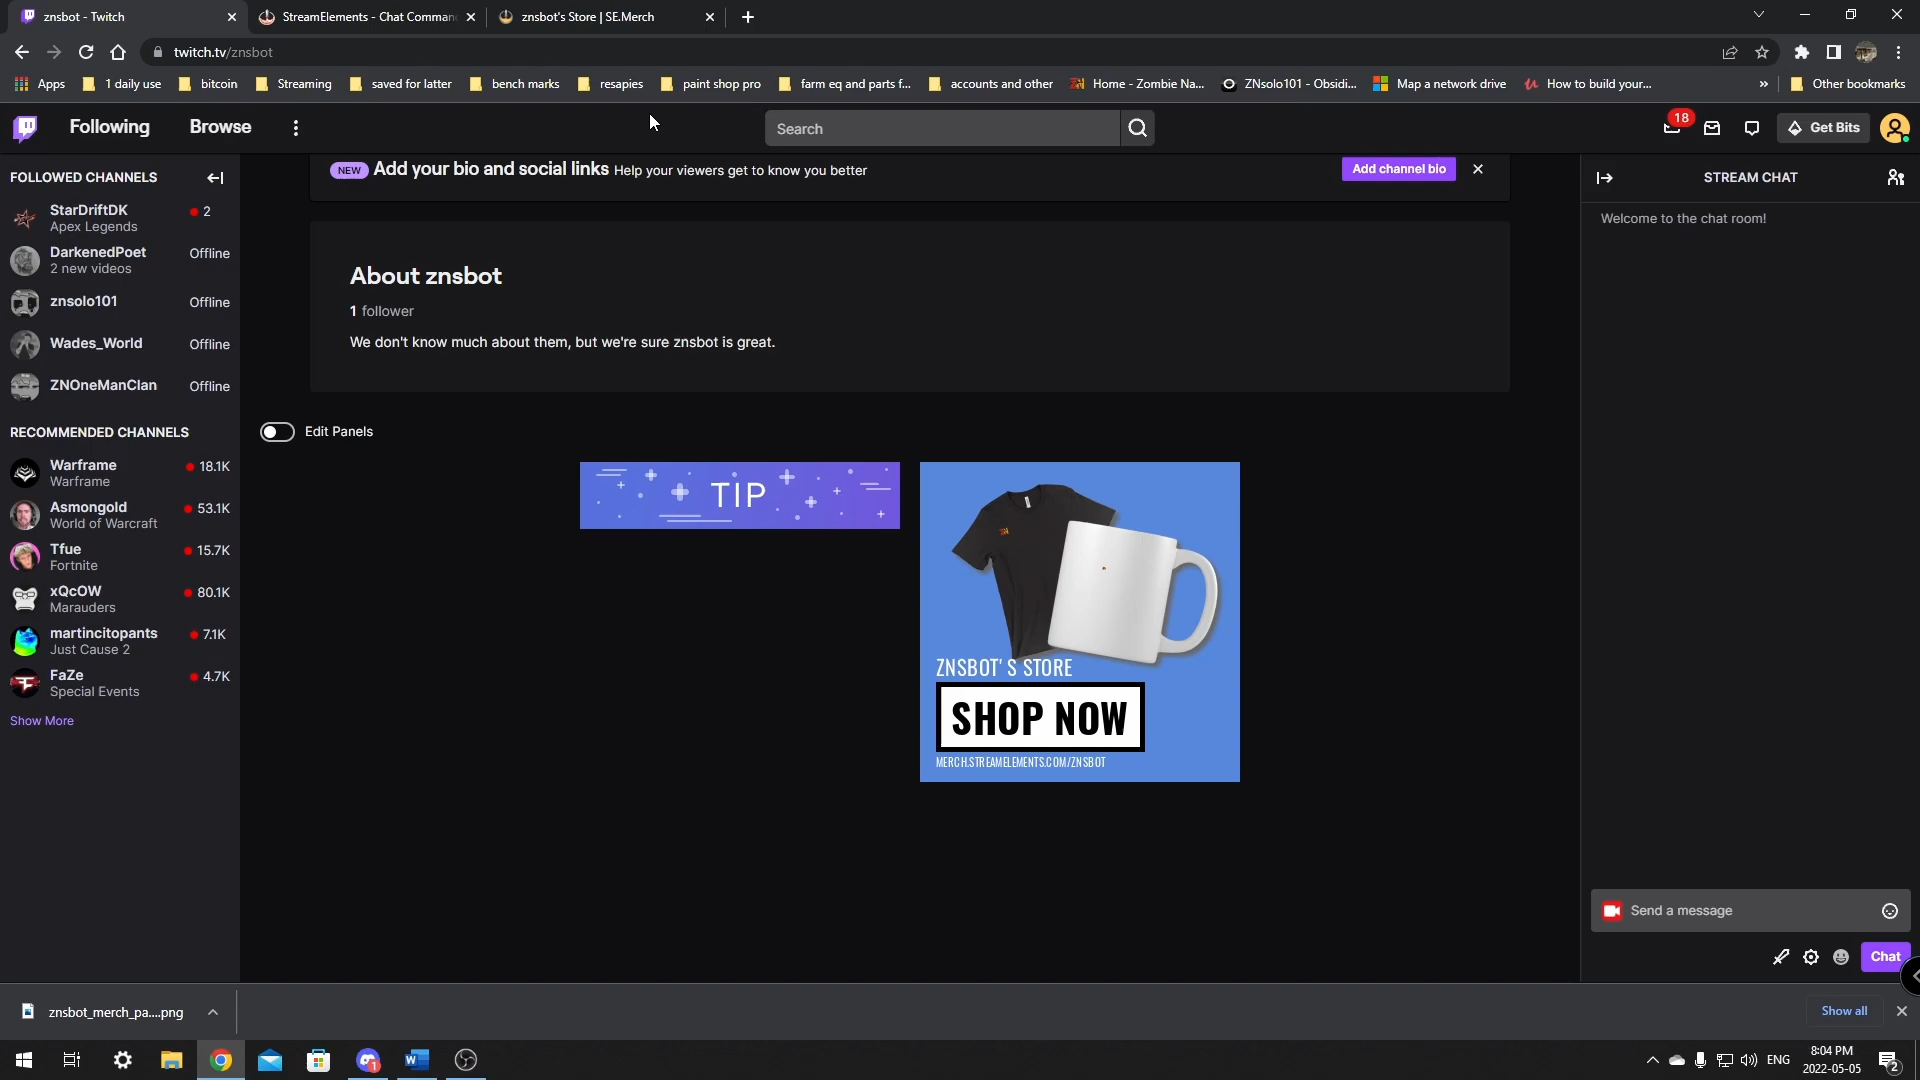 znsbot - Twitch
StreamElements - Chat Comman
znsbot's Store | SE.Merch
twitch.tv/znsbot
Apps
1 daily use
bitcoin
Streaming
saved for latter
bench marks
resapies
paint shop pro
farm eq and parts f...
accounts and other
Home - Zombie Na...
ZNsolo101 - Obsidi...
Map a network drive
How to build your...
»
Other bookmarks
Following
Browse
Search
18
Get Bits
FOLLOWED CHANNELS
StarDriftDK
2
Apex Legends
DarkenedPoet
Offline
2 new videos
znsolo101
Offline
Wades_World
Offline
ZNOneManClan
Offline
RECOMMENDED CHANNELS
Warframe
18.1K
Warframe
Asmongold
53.1K
World of Warcraft
Tfue
15.7K
Fortnite
xQcOW
80.1K
Marauders
martincitopants
7.1K
Just Cause 2
FaZe
4.7K
Special Events
Show More
NEW Add your bio and social links Help your viewers get to know you better
Add channel bio
About znsbot
1 follower
We don't know much about them, but we're sure znsbot is great.
Edit Panels
TIP
ZN
ZNSBOT'S STORE
SHOP NOW
MERCH.STREAMELEMENTS.COM/ZNSBOT
STREAM CHAT
Welcome to the chat room!
Send a message
Chat
znsbot_merch_pa....png
Show all
1
W
ENG
8:04 PM
2022-05-05
2